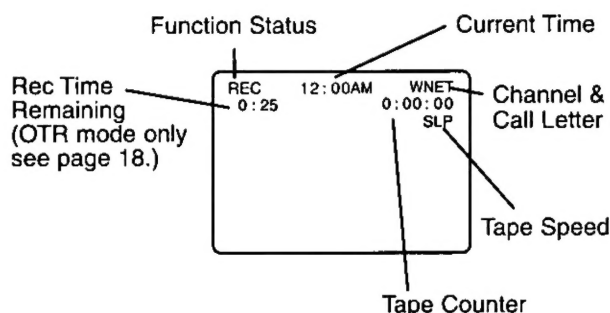 Function Status
Current Time
Rec Time
Remaining
(OTR mode only
see page 18.)
REC 12:00AM WNET
0:25 0:00:00
SLP
Channel &
Call Letter
Tape Speed
Tape Counter